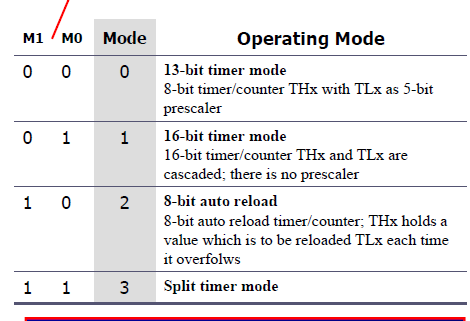 M1 M0 Mode Operating Mode
0 0 0 13-bit timer mode
8-bit timer/counter THx with TLx as 5-bit
prescaler
0 1 1 16-bit timer mode
16-bit timer/counter THx and TLx are
cascaded; there is no prescaler
1 0 2 8-bit auto reload
8-bit auto reload timer/counter; THx holds a
value which is to be reloaded TLx each time
it overfolws
1 1 3 Split timer mode